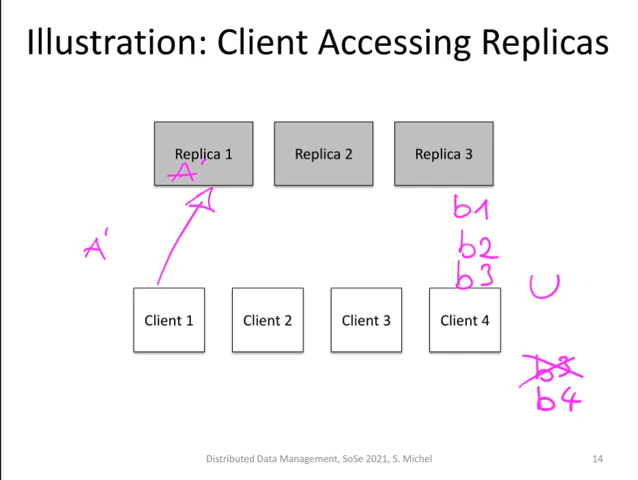 Illustration: Client Accessing Replicas
Replica 1 Replica 2 Replica 3
A'
b1
A'
b2
b3
U
Client 1 Client 2 Client 3 Client 4
b3
b4
Distributed Data Management, SoSe 2021, S. Michel 14